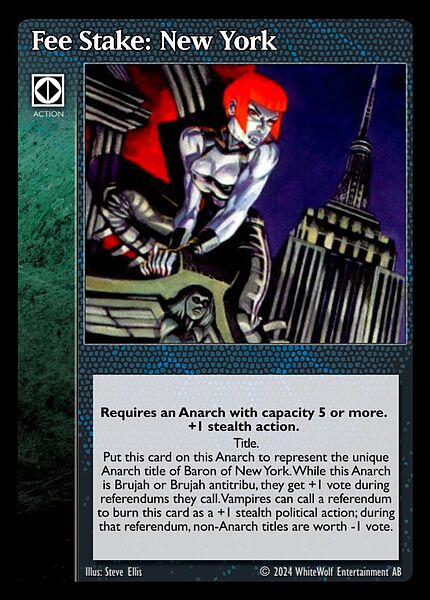 Fee Stake: New York
ACTION
Requires an Anarch with capacity 5 or more.
+1 stealth action.
Title.
Put this card on this Anarch to represent the unique
Anarch title of Baron of New York. While this Anarch
is Brujah or Brujah antitribu, they get +1 vote during
referendums they call. Vampires can call a referendum
to burn this card as a +1 stealth political action; during
that referendum, non-Anarch titles are worth -1 vote.
Illus: Steve Ellis
© 2024 WhiteWolf Entertainment AB